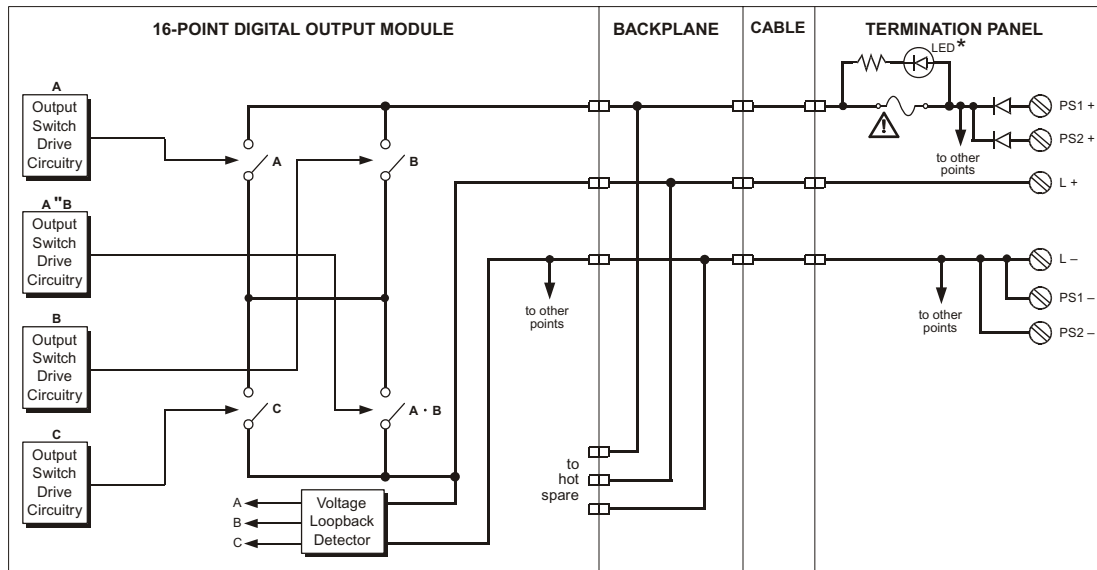 16-POINT DIGITAL OUTPUT MODULE
BACKPLANE
CABLE
TERMINATION PANEL
LED*
A
Output
Switch
Drive
Circuitry
A"B
Output
Switch
Drive
Circuitry
B
Output
Switch
Drive
Circuitry
C
Output
Switch
Drive
Circuitry
A
B
C
A · B
A
B
C
Voltage
Loopback
Detector
to other
points
to
hot
spare
!
to other
points
to other
points
PS1 +
PS2 +
L +
L –
PS1 –
PS2 –